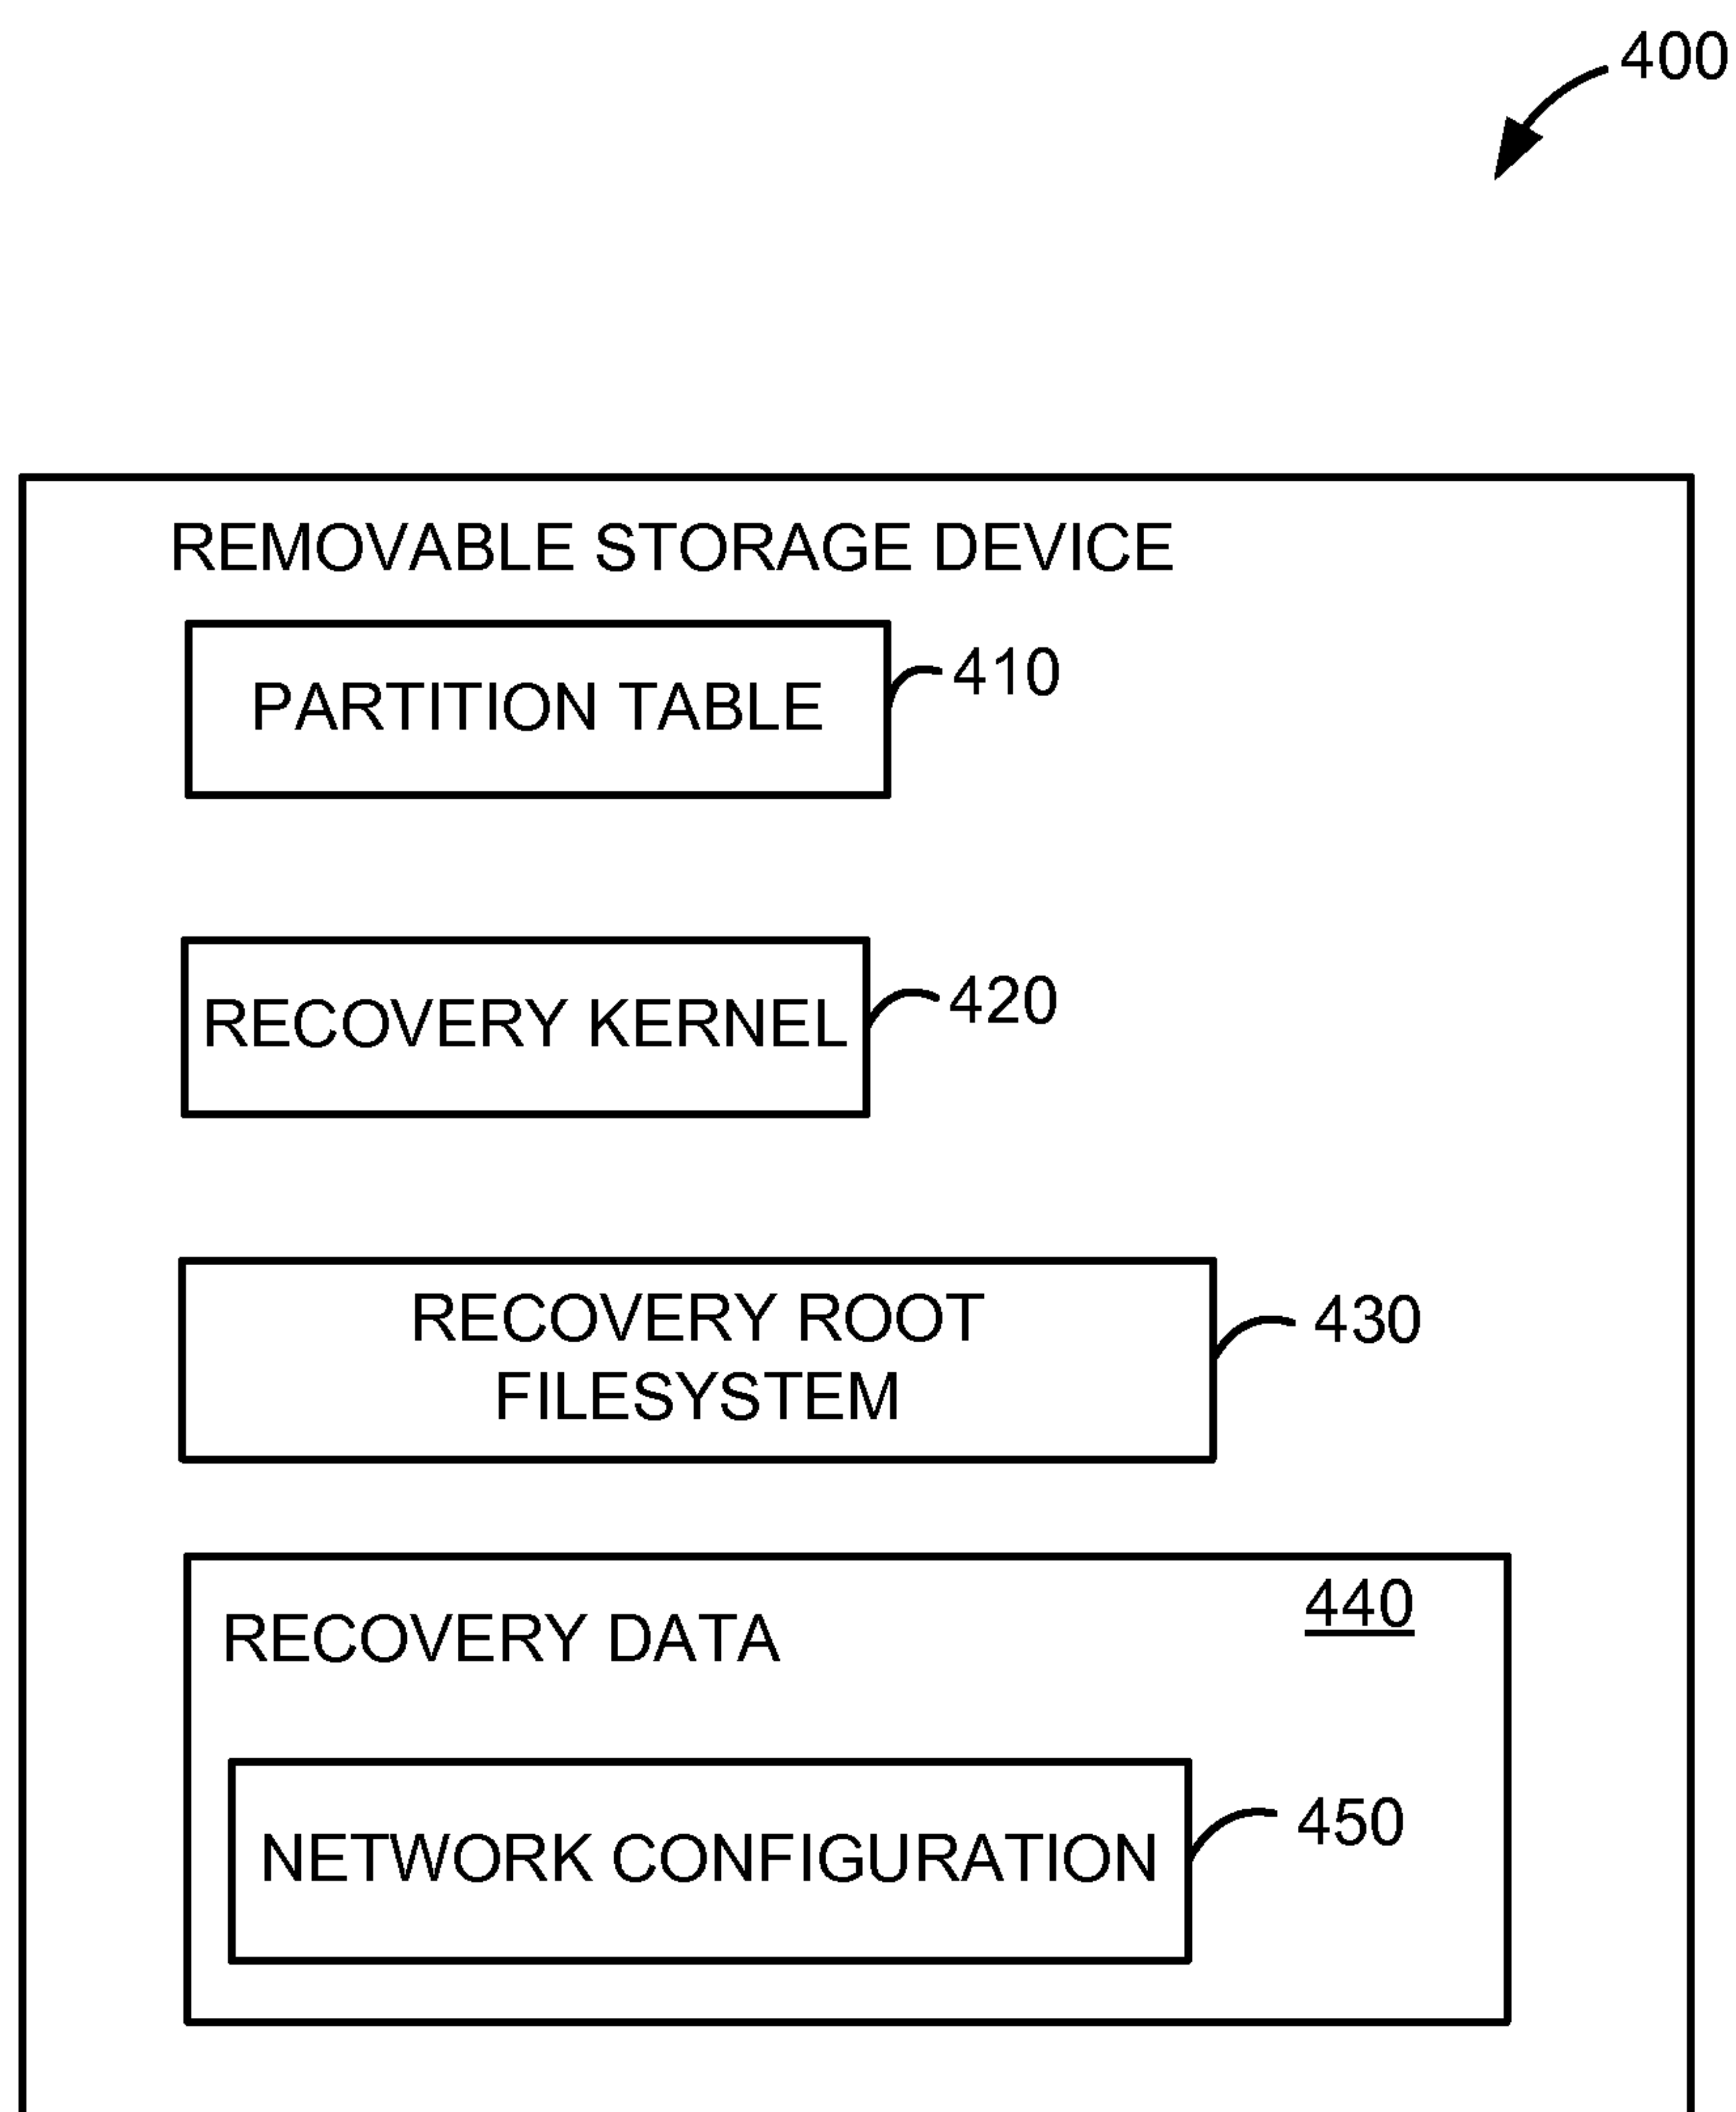 400
REMOVABLE STORAGE DEVICE
PARTITION TABLE
410
RECOVERY KERNEL
420
RECOVERY ROOT
FILESYSTEM
430
440
RECOVERY DATA
NETWORK CONFIGURATION
450